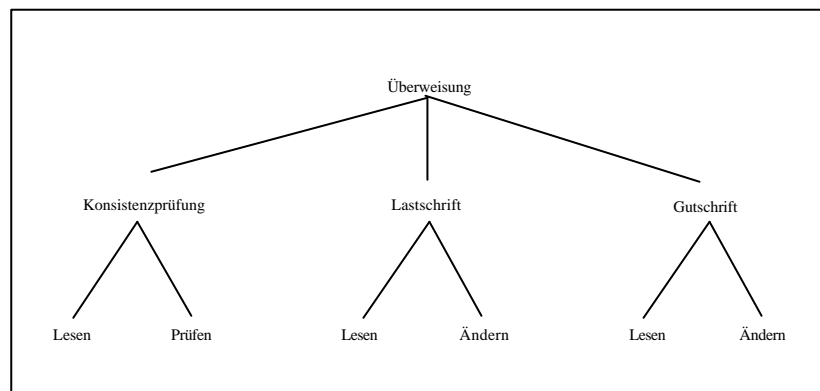 Überweisung
Konsistenzprüfung Lastschrift Gutschrift
Lesen Prüfen Lesen Ändern Lesen Ändern